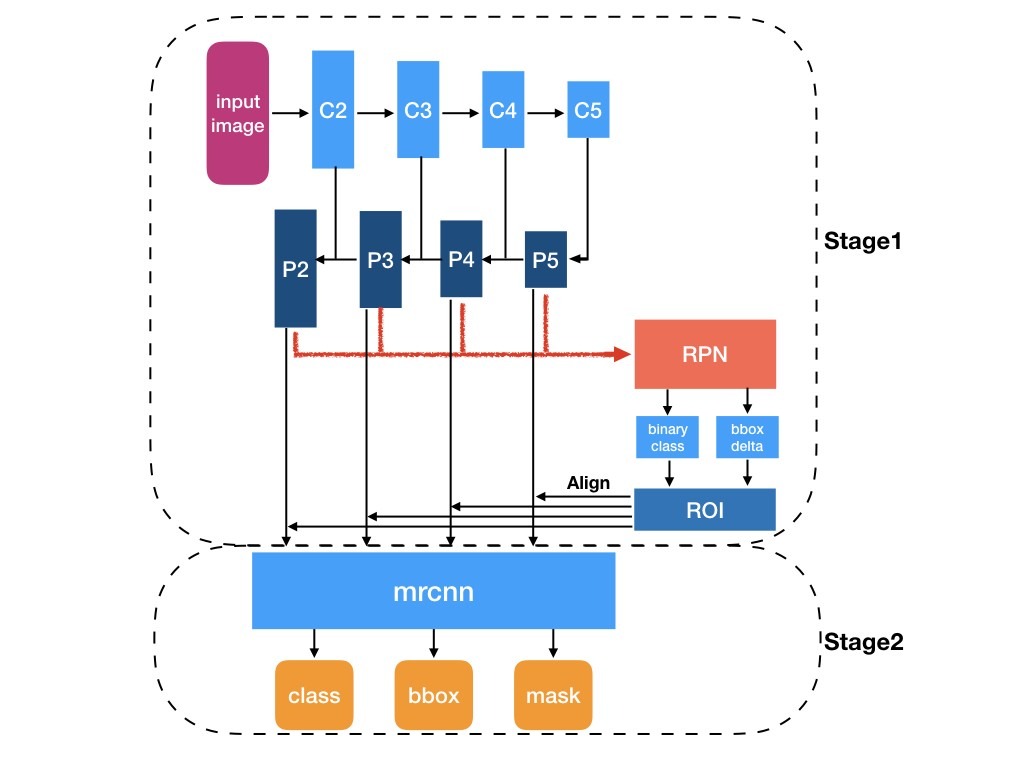 input
image
C2
C3
C4
C5
P2
P3
P4
P5
Stage1
RPN
binary
class
bbox
delta
Align
ROI
mrcnn
Stage2
class
bbox
mask